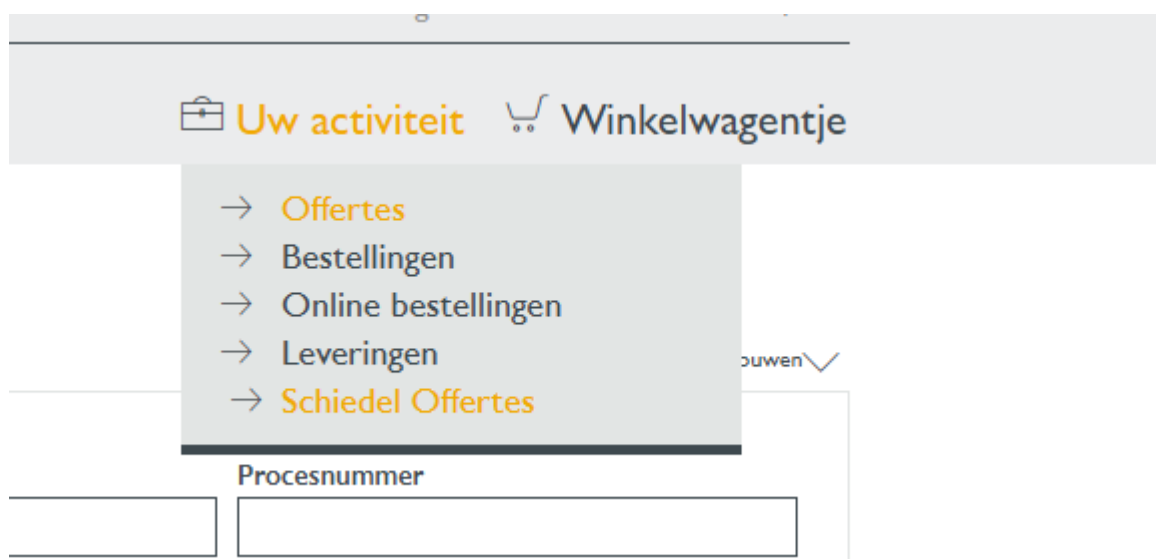 Uw activiteit Winkelwagentje
Offertes
Bestellingen
Online bestellingen
Leveringen
Schiedel Offertes
Procesnummer